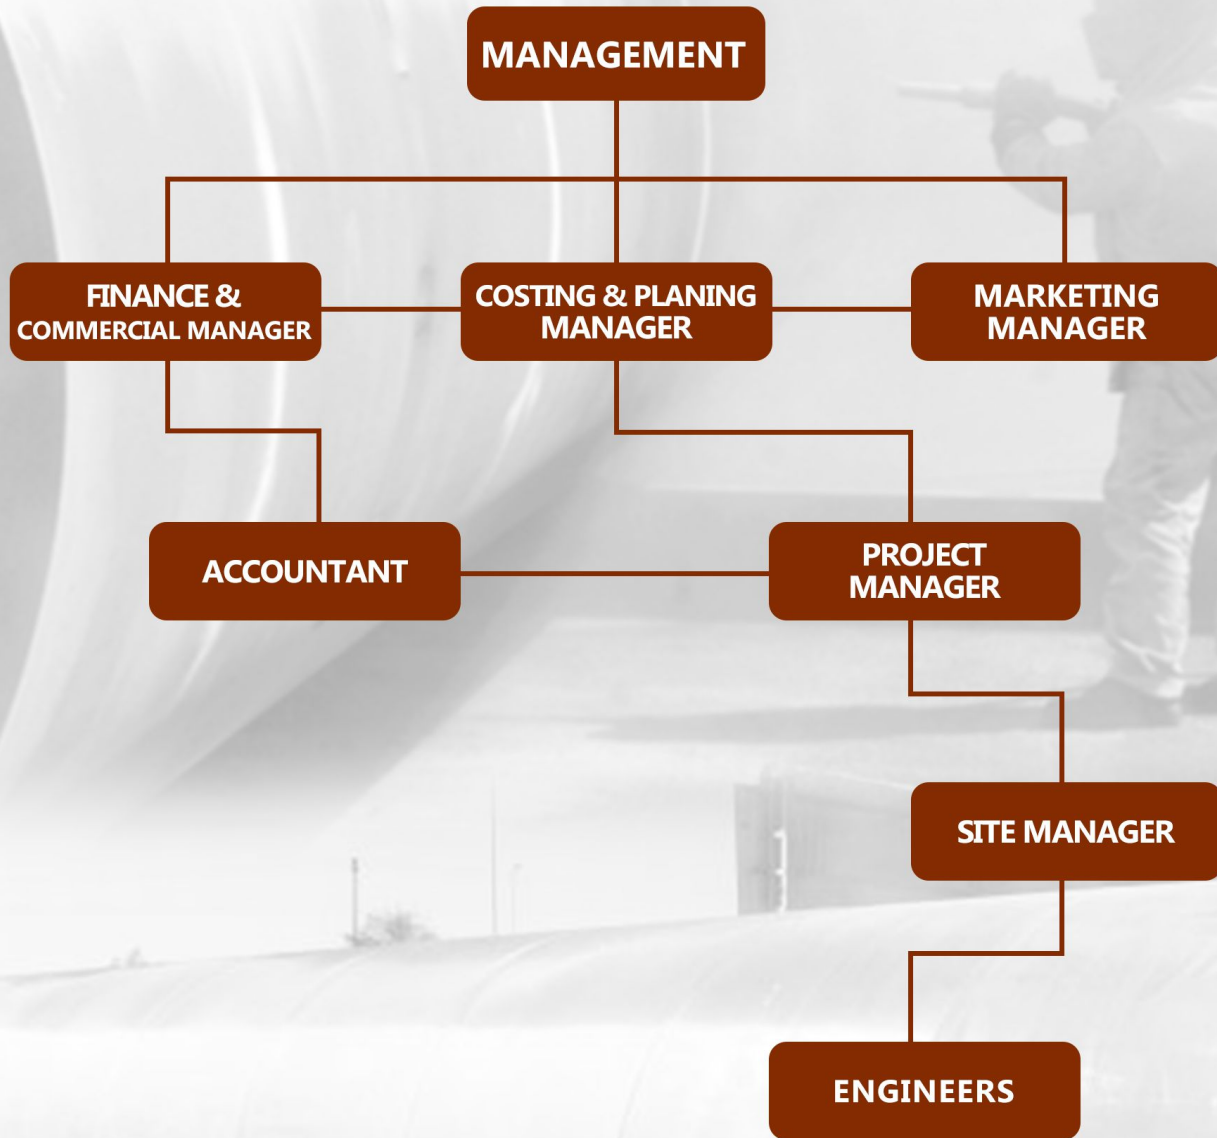 MANAGEMENT
FINANCE &
COMMERCIAL MANAGER
COSTING & PLANING
MANAGER
MARKETING
MANAGER
ACCOUNTANT
PROJECT
MANAGER
SITE MANAGER
ENGINEERS